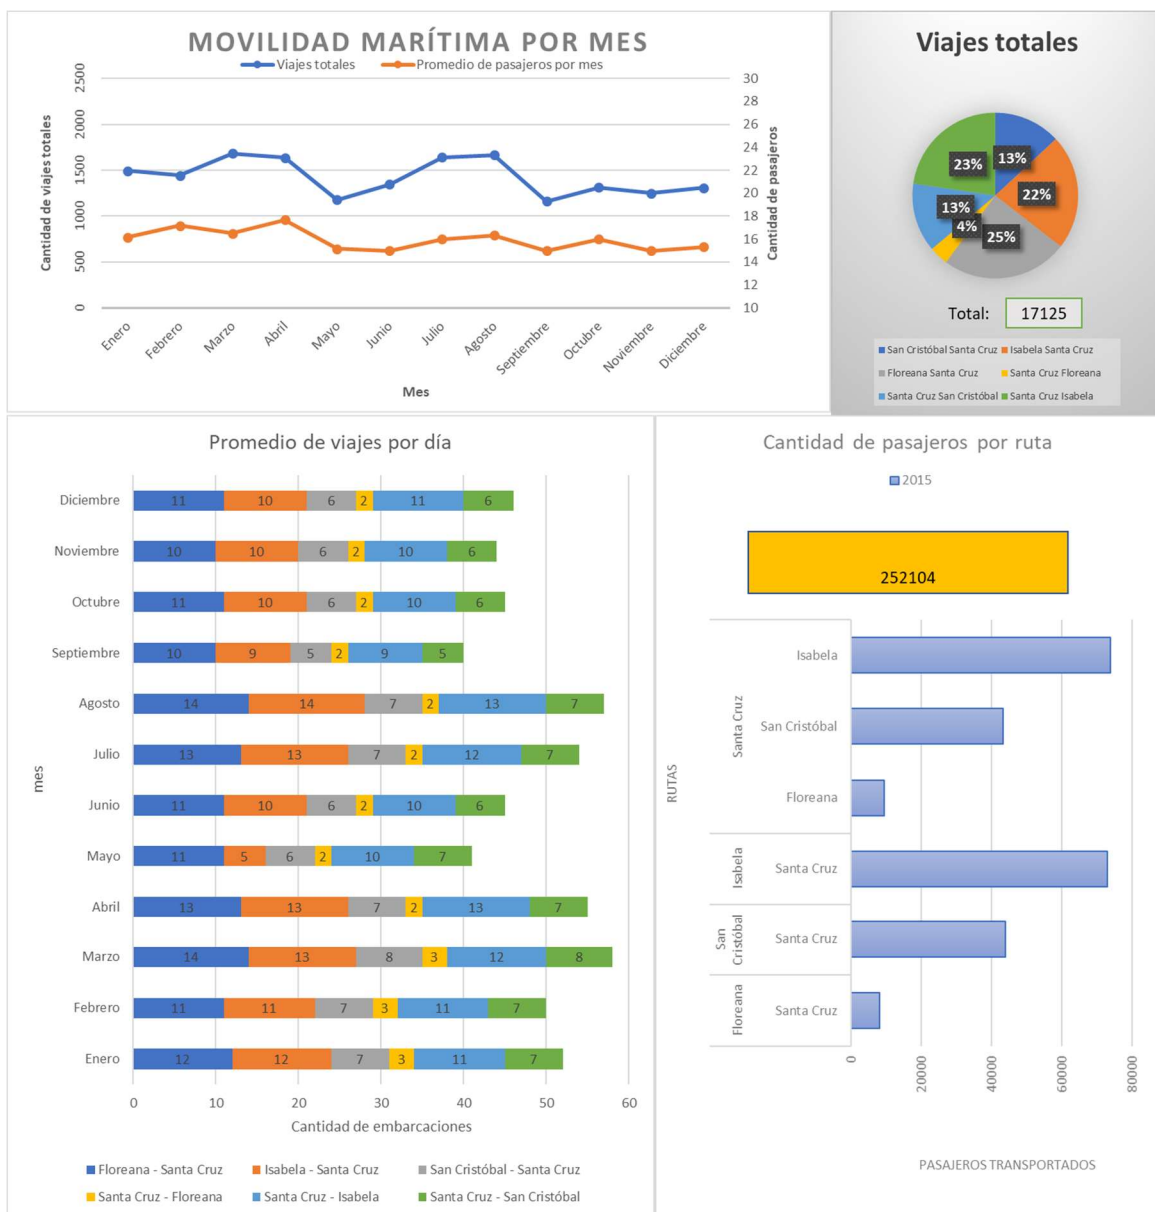 MOVILIDAD MARÍTIMA POR MES
Viajes totales Promedio de pasajeros por mes
2500
2000
1500
1000
500
0
Cantidad de viajes totales
30
28
26
24
22
20
18
16
14
12
10
Cantidad de pasajeros
Enero
Febrero
Marzo
Abril
Mayo
Junio
Julio
Agosto
Septiembre
Octubre
Noviembre
Diciembre
Mes
Viajes totales
23% 13%
22%
13%
4%
25%
Total: 17125
San Cristóbal Santa Cruz Isabela Santa Cruz
Floreana Santa Cruz Santa Cruz Floreana
Santa Cruz San Cristóbal Santa Cruz Isabela
Promedio de viajes por día
mes
Diciembre 11 10 6 2 11 6
Noviembre 10 10 6 2 10 6
Octubre 11 10 6 2 10 6
Septiembre 10 9 5 2 9 5
Agosto 14 14 7 2 13 7
Julio 13 13 7 2 12 7
Junio 11 10 6 2 10 6
Mayo 11 5 6 2 10 7
Abril 13 13 7 2 13 7
Marzo 14 13 8 3 12 8
Febrero 11 11 7 3 11 7
Enero 12 12 7 3 11 7
0 10 20 30 40 50 60
Cantidad de embarcaciones
Floreana - Santa Cruz Isabela - Santa Cruz San Cristóbal - Santa Cruz
Santa Cruz - Floreana Santa Cruz - Isabela Santa Cruz - San Cristóbal
Cantidad de pasajeros por ruta
2015
252104
RUTAS
Santa Cruz
Isabela
San Cristóbal
Floreana
Isabela
Santa Cruz
San
Cristóbal
Santa Cruz
Floreana
Santa Cruz
0 20000 40000 60000 80000
PASAJEROS TRANSPORTADOS